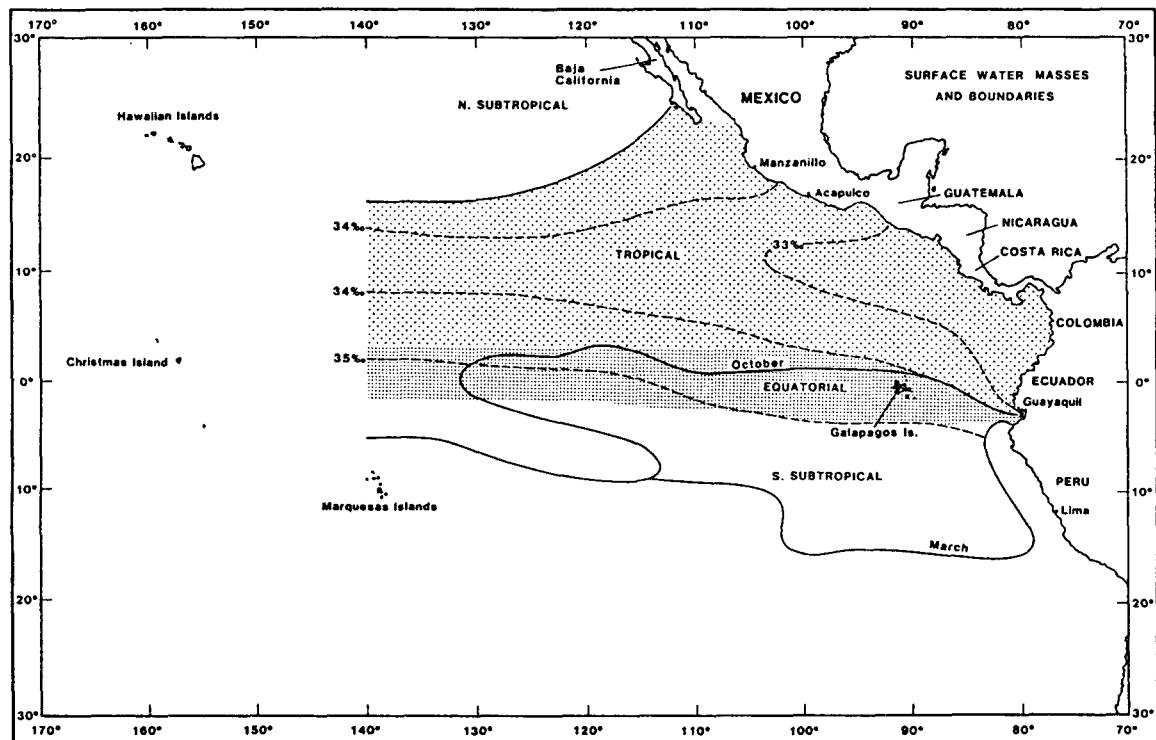 170° 160° 150° 140° 130° 120° 110° 100° 90° 80° 70°
30° 30°
Baja
California
MEXICO
SURFACE WATER MASSES
AND BOUNDARIES
N. SUBTROPICAL
Hawaiian Islands
20° 20°
Manzanillo
Acapulco
GUATEMALA
34‰
NICARAGUA
33‰
TROPICAL
COSTA RICA
10° 10°
34‰
COLOMBIA
Christmas Island
35‰
October
0° 0°
EQUATORIAL
ECUADOR
Guayaquil
Galapagos Is.
S. SUBTROPICAL
PERU
10° 10°
Marquesas Islands
Lima
March
20° 20°
30° 30°
170° 160° 150° 140° 130° 120° 110° 100° 90° 80° 70°